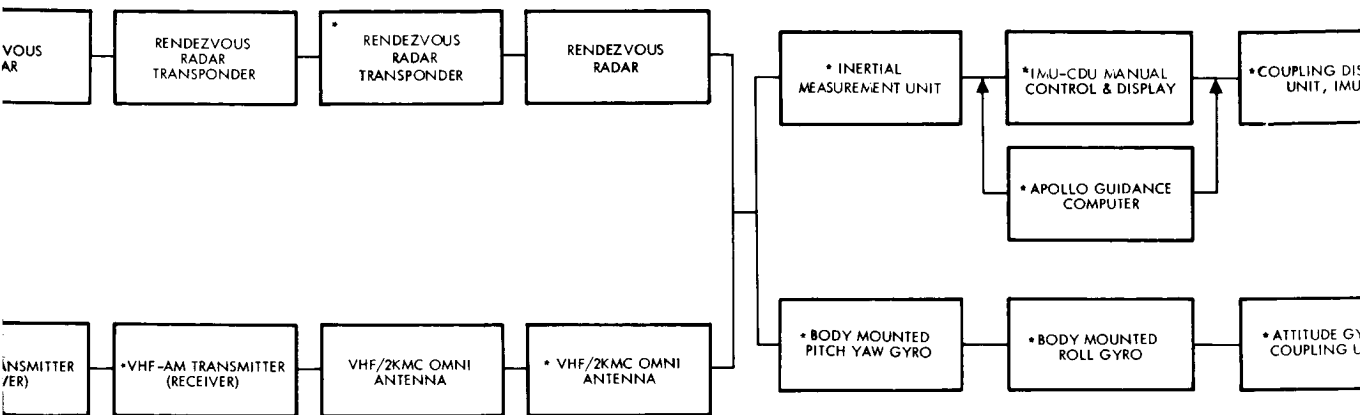 VOUS
AR
RENDEZVOUS
RADAR
TRANSPONDER
*
RENDEZVOUS
RADAR
TRANSPONDER
RENDEZVOUS
RADAR
* INERTIAL
MEASUREMENT UNIT
*IMU-CDU MANUAL
CONTROL & DISPLAY
*COUPLING DIS
UNIT, IMU
* APOLLO GUIDANCE
COMPUTER
ANSMITTER
VER)
*VHF-AM TRANSMITTER
(RECEIVER)
VHF/2KMC OMNI
ANTENNA
* VHF/2KMC OMNI
ANTENNA
*BODY MOUNTED
PITCH YAW GYRO
*BODY MOUNTED
ROLL GYRO
*ATTITUDE GY
COUPLING U